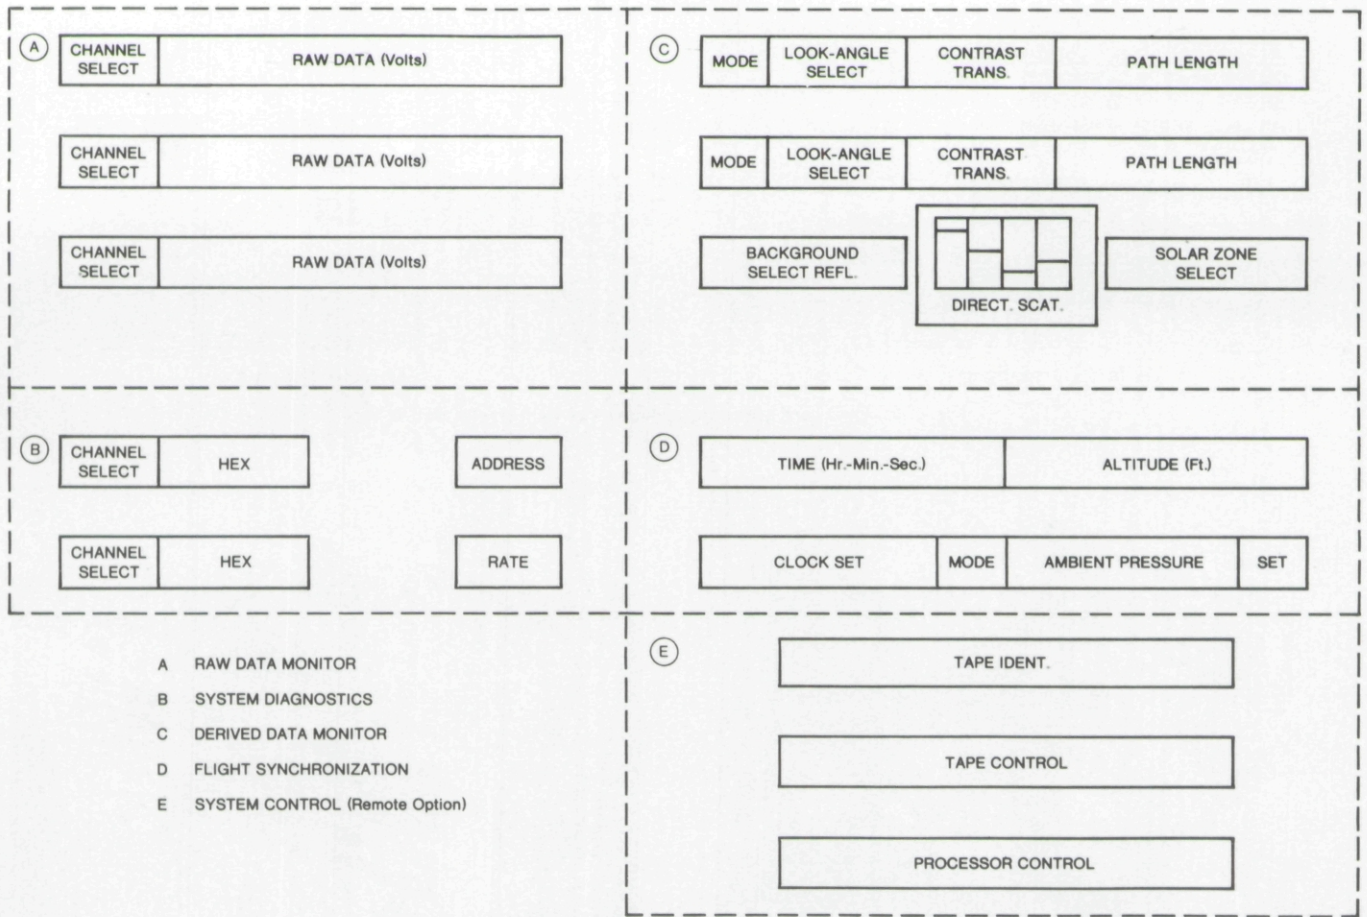 A
CHANNEL
SELECT
RAW DATA (Volts)
CHANNEL
SELECT
RAW DATA (Volts)
CHANNEL
SELECT
RAW DATA (Volts)
C
MODE
LOOK-ANGLE
SELECT
CONTRAST
TRANS.
PATH LENGTH
MODE
LOOK-ANGLE
SELECT
CONTRAST
TRANS.
PATH LENGTH
BACKGROUND
SELECT REFL.
DIRECT. SCAT.
SOLAR ZONE
SELECT
B
CHANNEL
SELECT
HEX
ADDRESS
CHANNEL
SELECT
HEX
RATE
D
TIME (Hr.-Min.-Sec.)
ALTITUDE (Ft.)
CLOCK SET
MODE
AMBIENT PRESSURE
SET
A RAW DATA MONITOR
B SYSTEM DIAGNOSTICS
C DERIVED DATA MONITOR
D FLIGHT SYNCHRONIZATION
E SYSTEM CONTROL (Remote Option)
E
TAPE IDENT.
TAPE CONTROL
PROCESSOR CONTROL